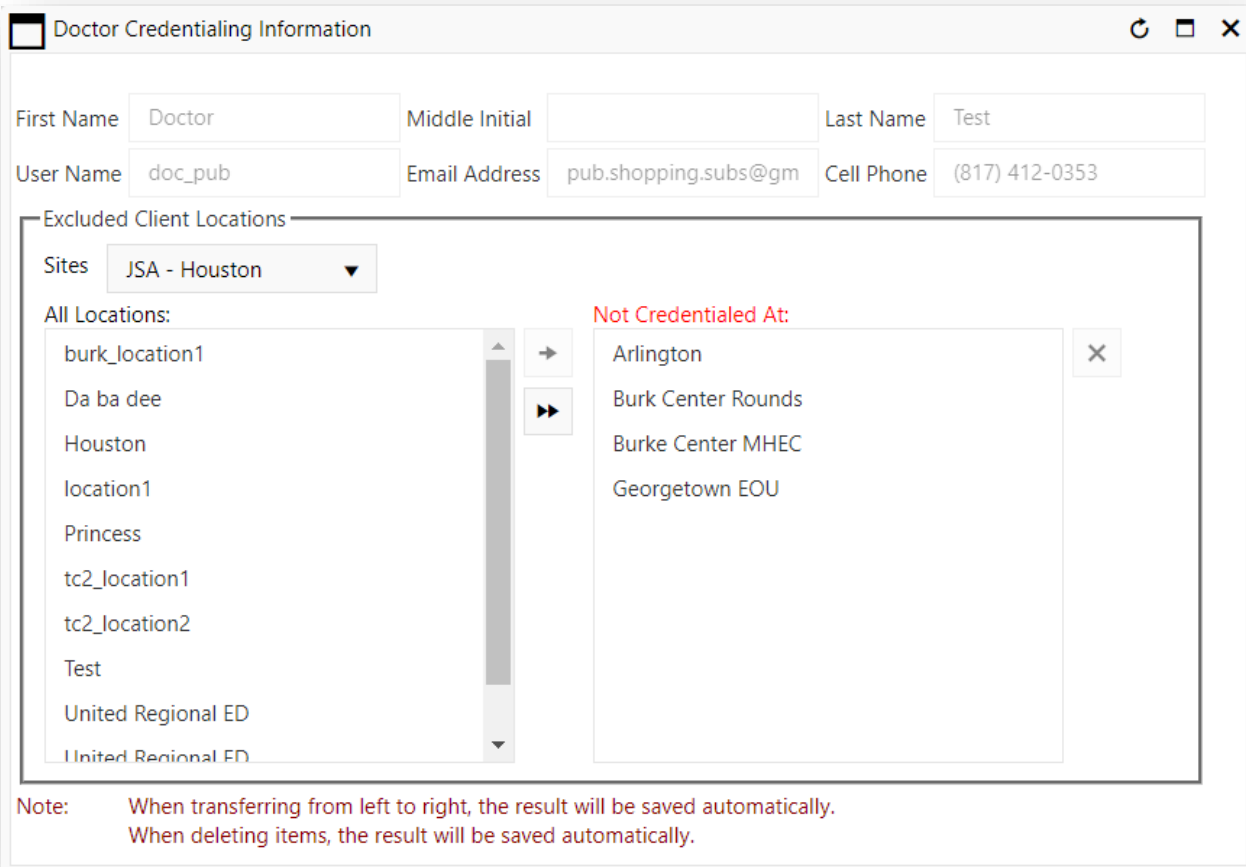 Doctor Credentialing Information
First Name Doctor Middle Initial Last Name Test
User Name doc_pub Email Address pub.shopping.subs@gm Cell Phone (817) 412-0353
Excluded Client Locations
Sites JSA - Houston
All Locations: Not Credentialed At:
burk_location1 Arlington
Da ba dee Burk Center Rounds
Houston Burke Center MHEC
location1 Georgetown EOU
Princess
tc2_location1
tc2_location2
Test
United Regional ED
United Regional ED
Note: When transferring from left to right, the result will be saved automatically.
When deleting items, the result will be saved automatically.